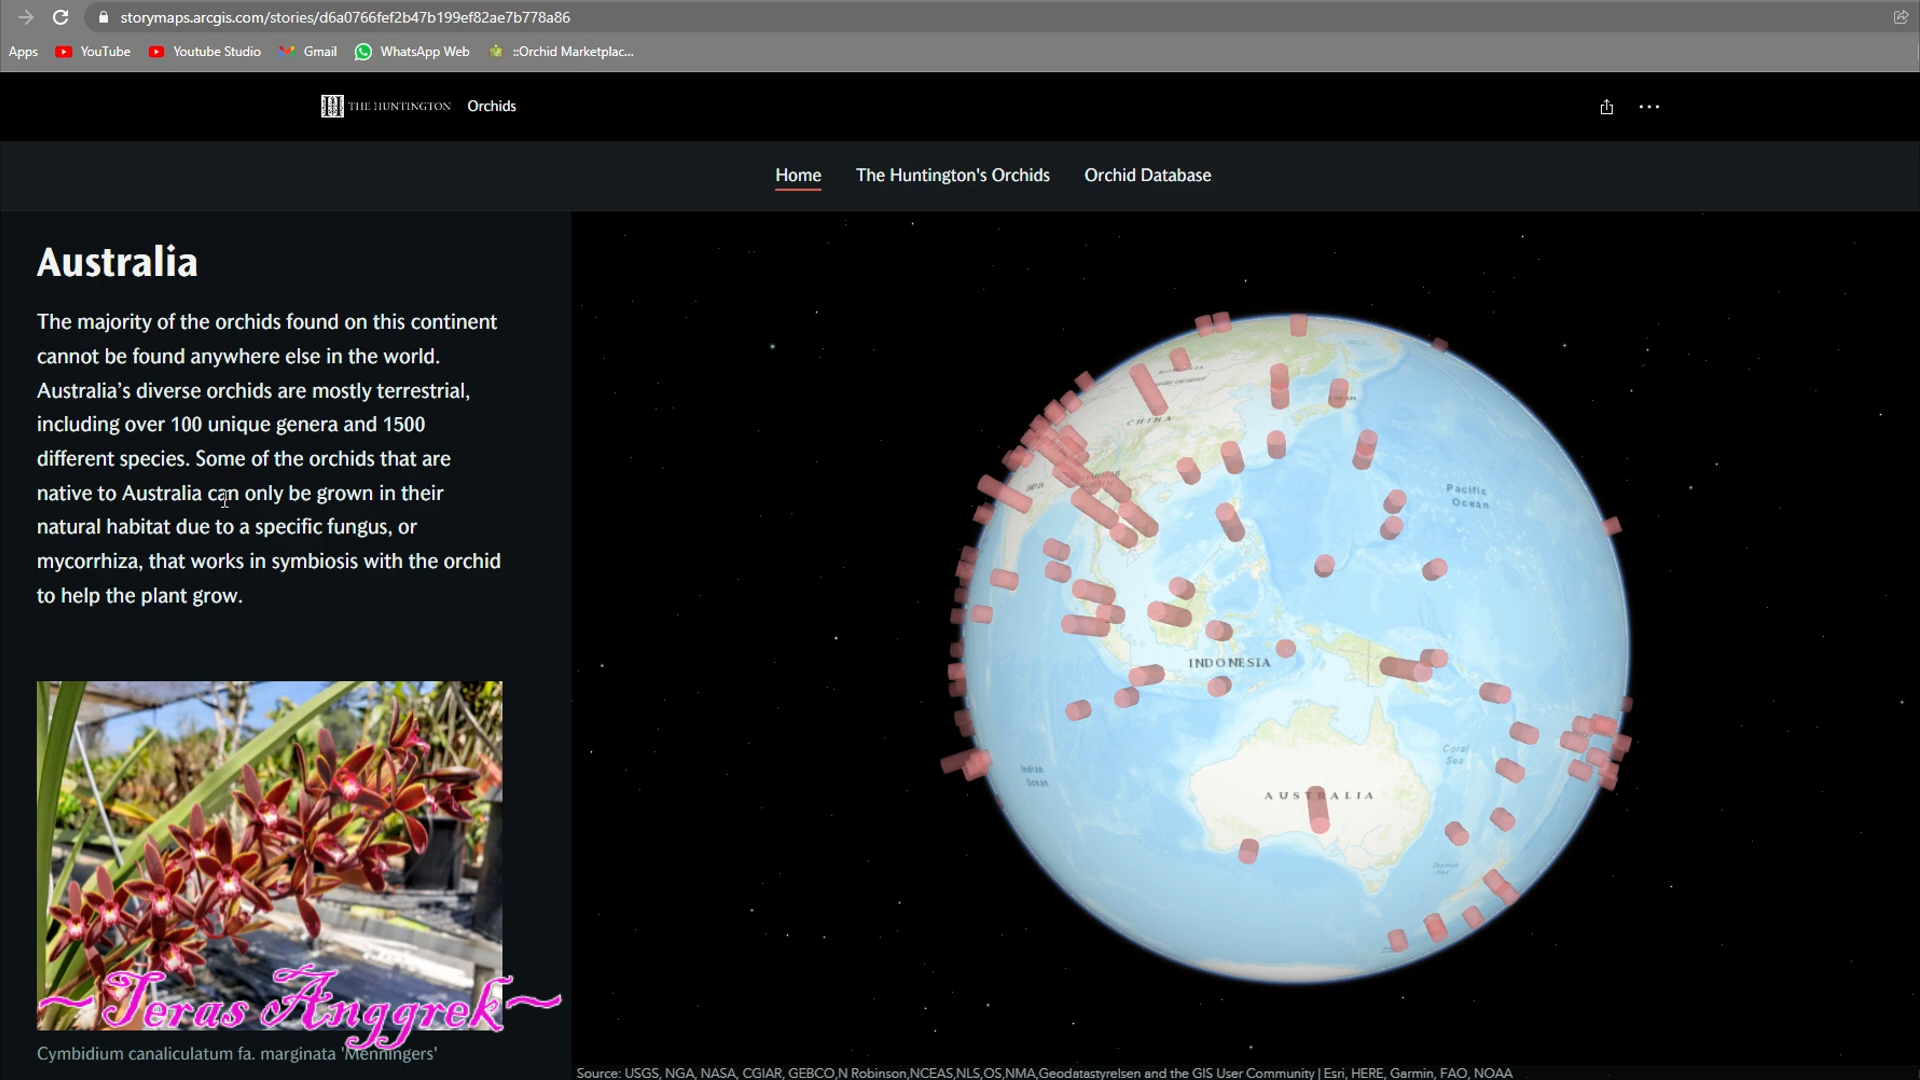 storymaps.arcgis.com/stories/d6a0766fef2b47b199ef82ae7b778a86
Apps YouTube Youtube Studio Gmail WhatsApp Web ::Orchid Marketplac...
THE HUNTINGTON Orchids
Home The Huntington's Orchids Orchid Database
Australia
The majority of the orchids found on this continent
cannot be found anywhere else in the world.
Australia’s diverse orchids are mostly terrestrial,
including over 100 unique genera and 1500
different species. Some of the orchids that are
native to Australia can only be grown in their
natural habitat due to a specific fungus, or
mycorrhiza, that works in symbiosis with the orchid
to help the plant grow.
~Teras Anggrek~
Cymbidium canaliculatum fa. marginata 'Menningers'
CHINA
Pacific
Ocean
INDONESIA
Coral
Sea
Indian
Ocean
AUSTRALIA
Source: USGS, NGA, NASA, CGIAR, GEBCO,N Robinson,NCEAS,NLS,OS,NMA,Geodatastyrelsen and the GIS User Community | Esri, HERE, Garmin, FAO, NOAA